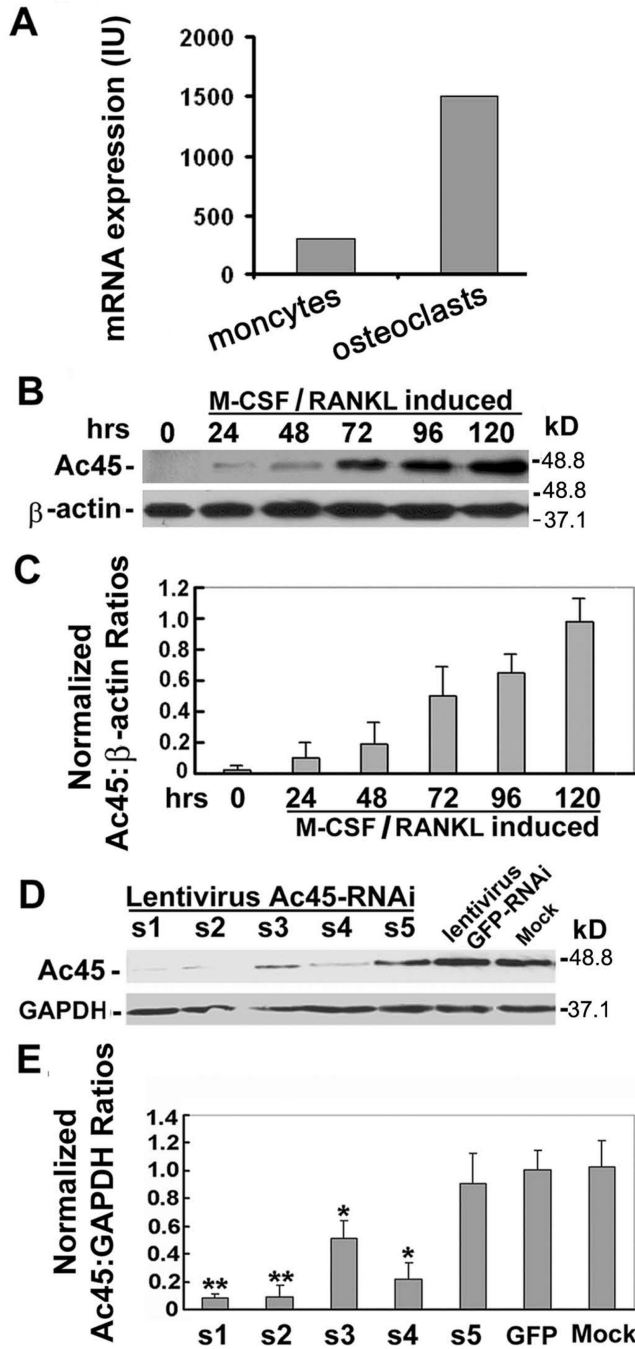 A
mRNA expression (IU)
2000
1500
1000
500
0
moncytes
osteoclasts
B
M-CSF/RANKL induced
hrs 0 24 48 72 96 120 kD
Ac45- -48.8
-48.8
β-actin- -37.1
C
Normalized
Ac45:β-actin Ratios
1.2
1.0
0.8
0.6
0.4
0.2
0
hrs 0 24 48 72 96 120
M-CSF/RANKL induced
D
Lentivirus Ac45-RNAi
s1 s2 s3 s4 s5
lentivirus
GFP-RNAi
Mock
kD
Ac45 - -48.8
GAPDH- -37.1
E
Normalized
Ac45:GAPDH Ratios
1.4
1.2
1.0
0.8
0.6
0.4
0.2
0
** ** * *
s1 s2 s3 s4 s5 GFP Mock